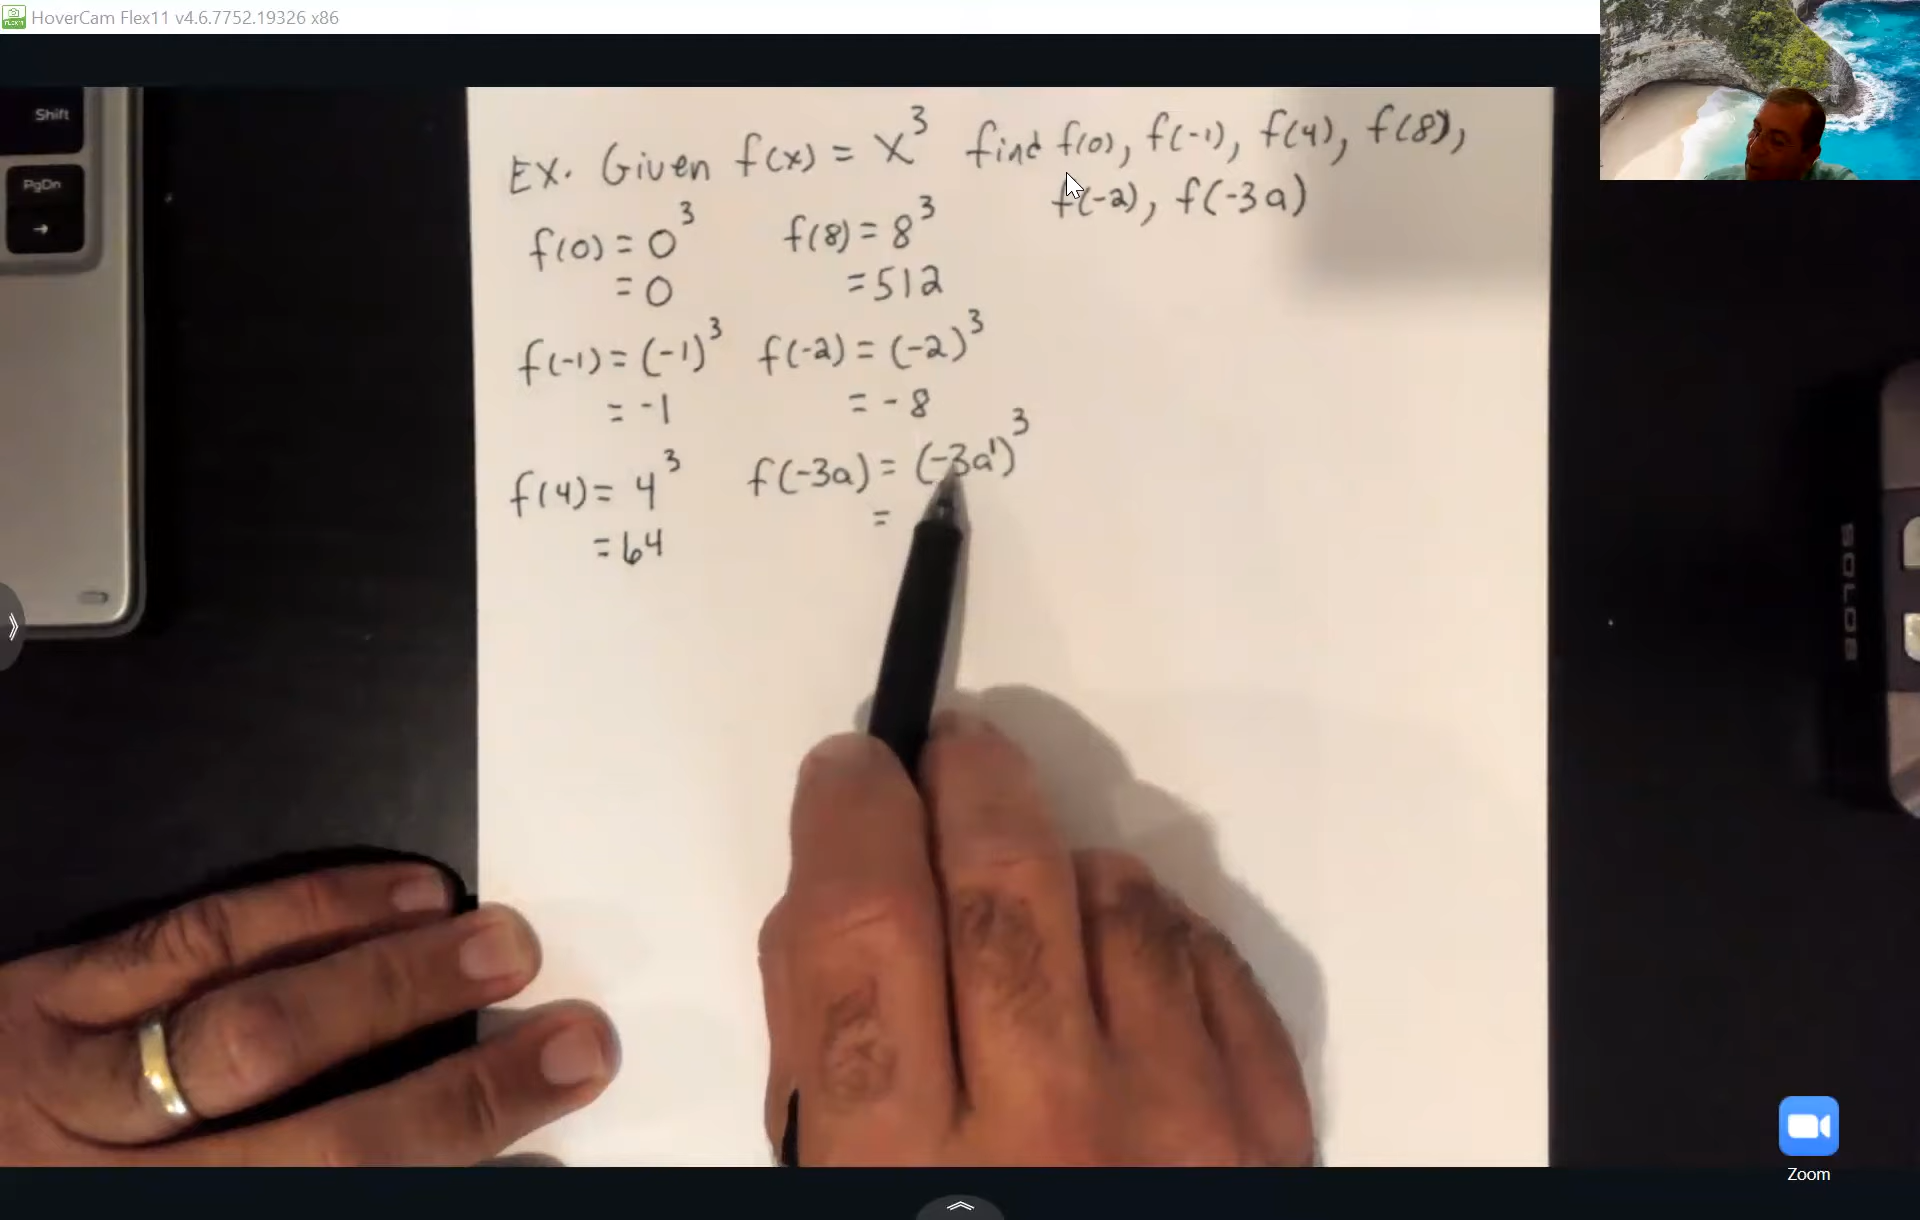 HoverCam Flex11 v4.6.7752.19326 x86
Shift
PgDn
→
EX. Given f(x) = x³ find f(0), f(-1), f(4), f(8),
f(-2), f(-3a)
f(0) = 0³
= 0
f(-1) = (-1)³
= -1
f(4) = 4³
= 64
f(8) = 8³
= 512
f(-2) = (-2)³
= -8
f(-3a) = (-3a¹)³
=
SOLO8
Zoom